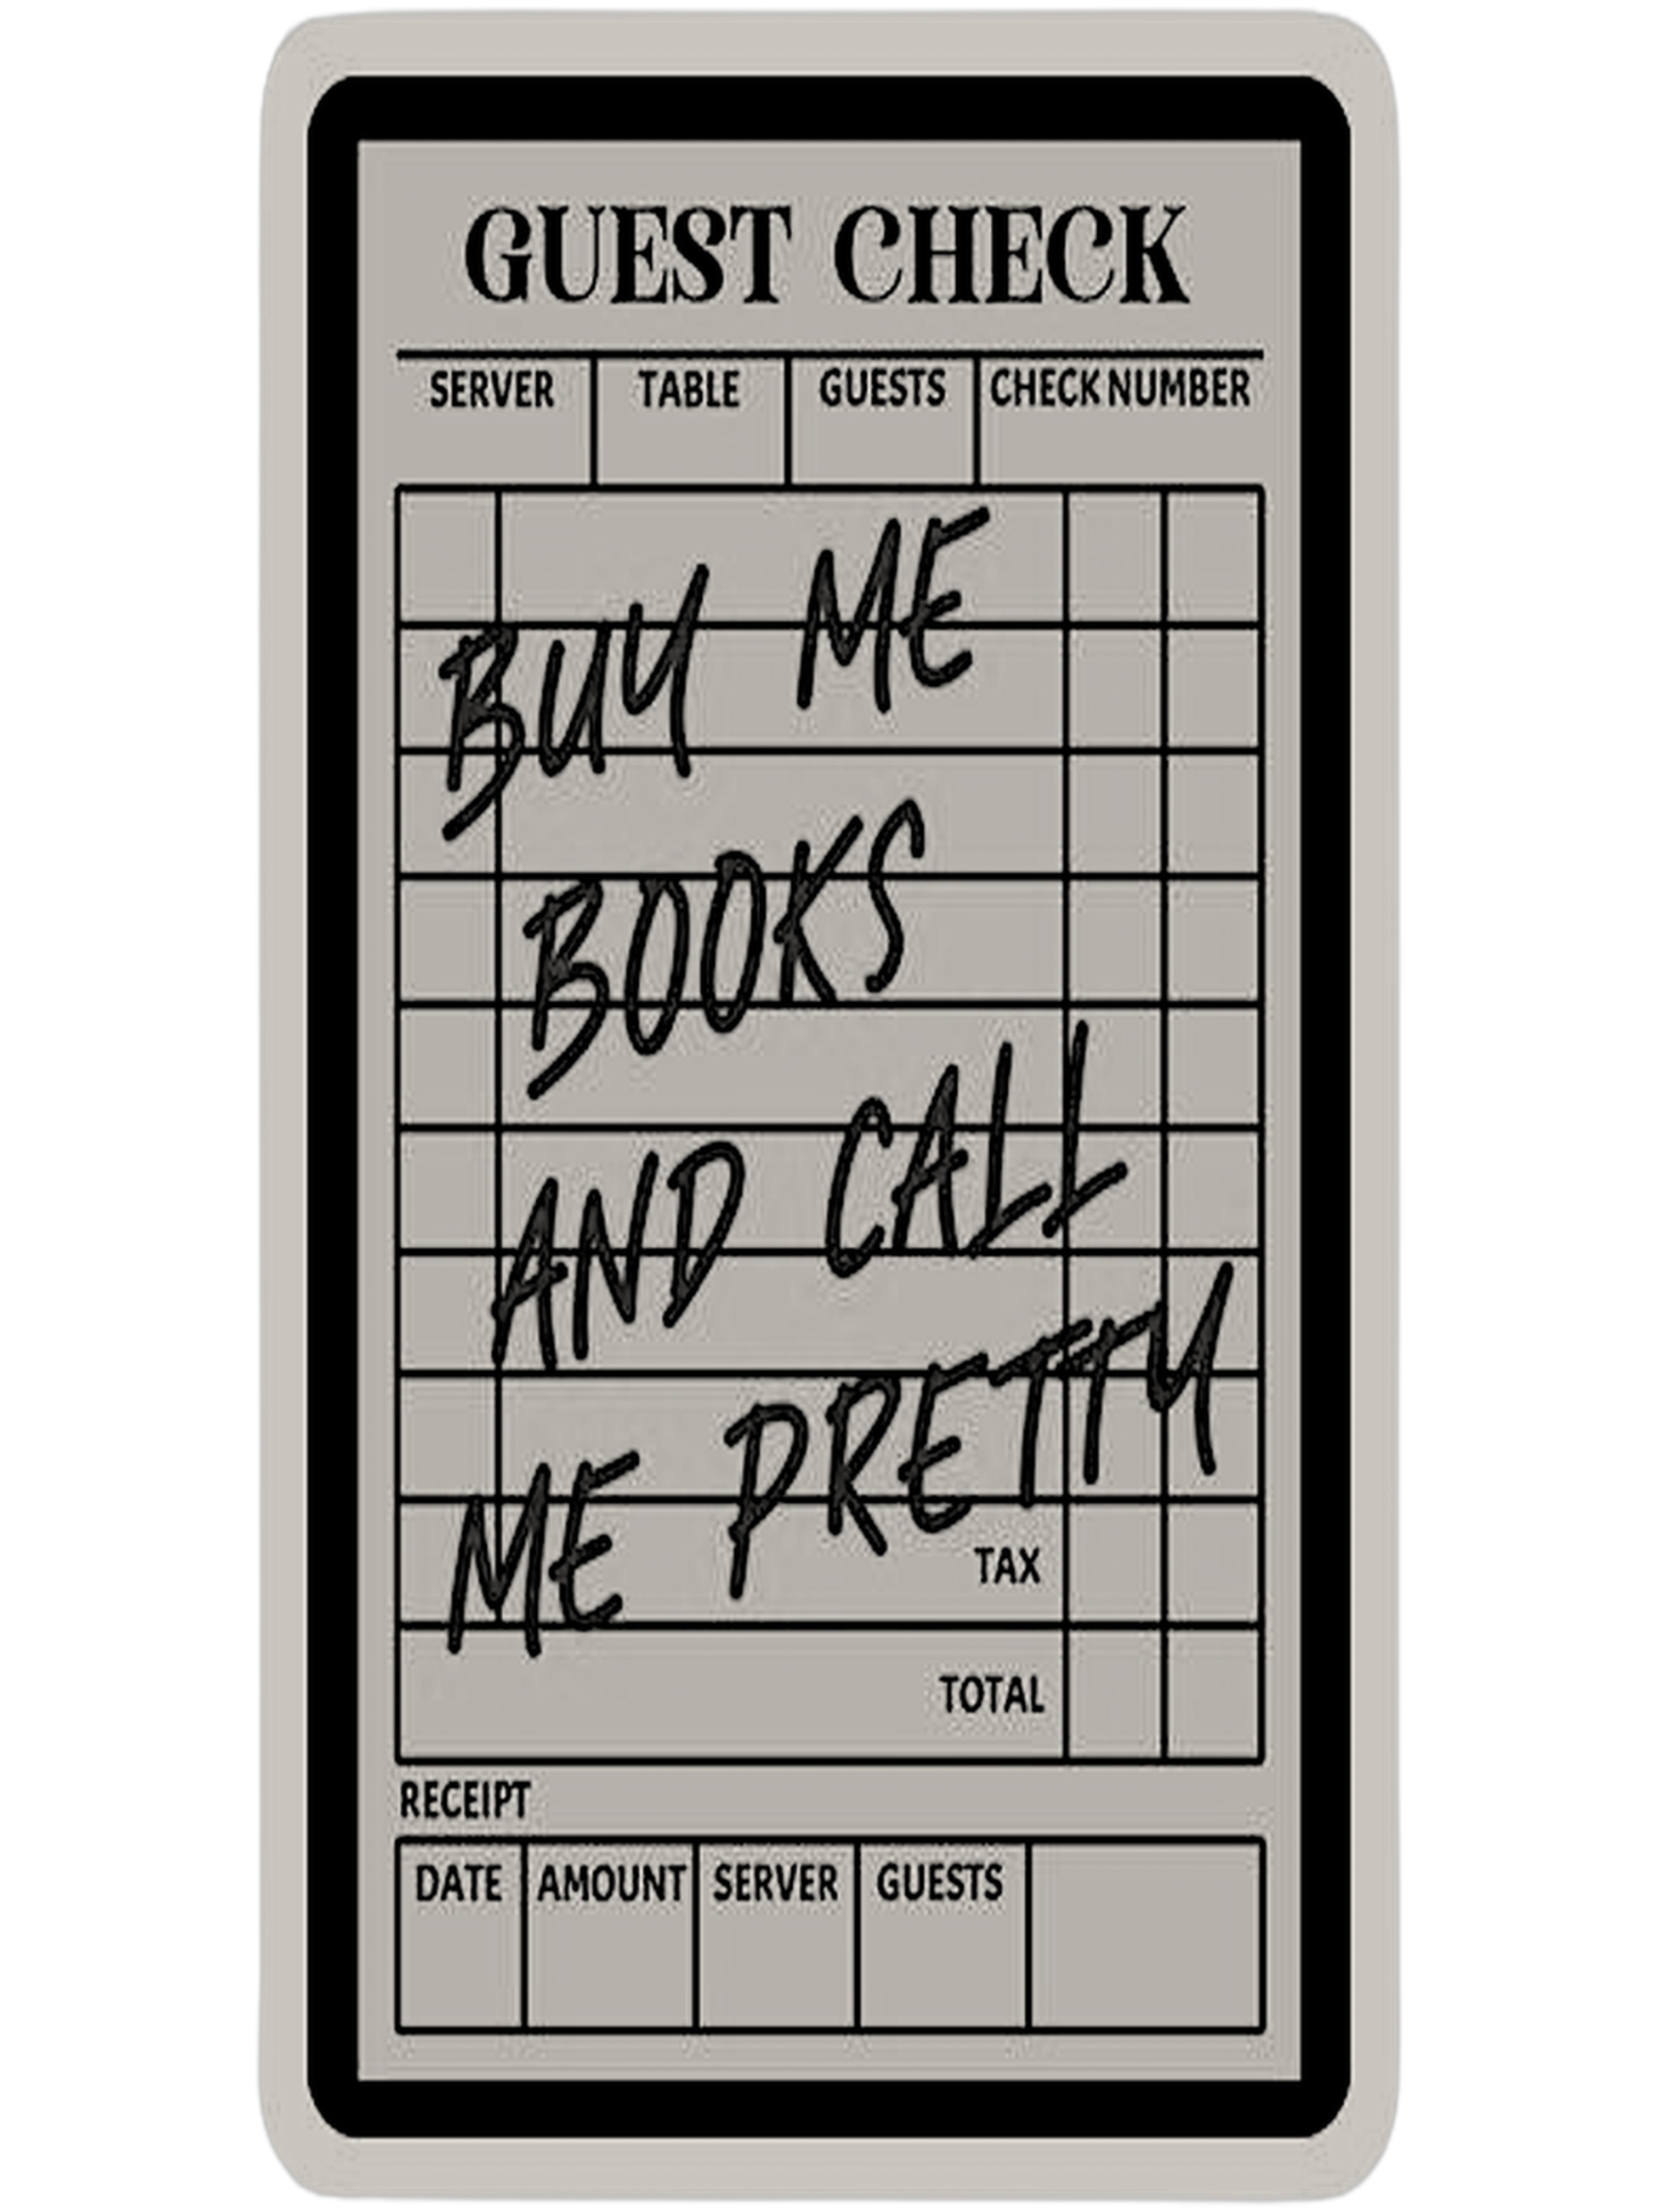 GUEST CHECK
SERVER TABLE GUESTS CHECK NUMBER
BUY ME
BOOKS
AND CALL
ME PRETTY
TAX
TOTAL
RECEIPT
DATE AMOUNT SERVER GUESTS